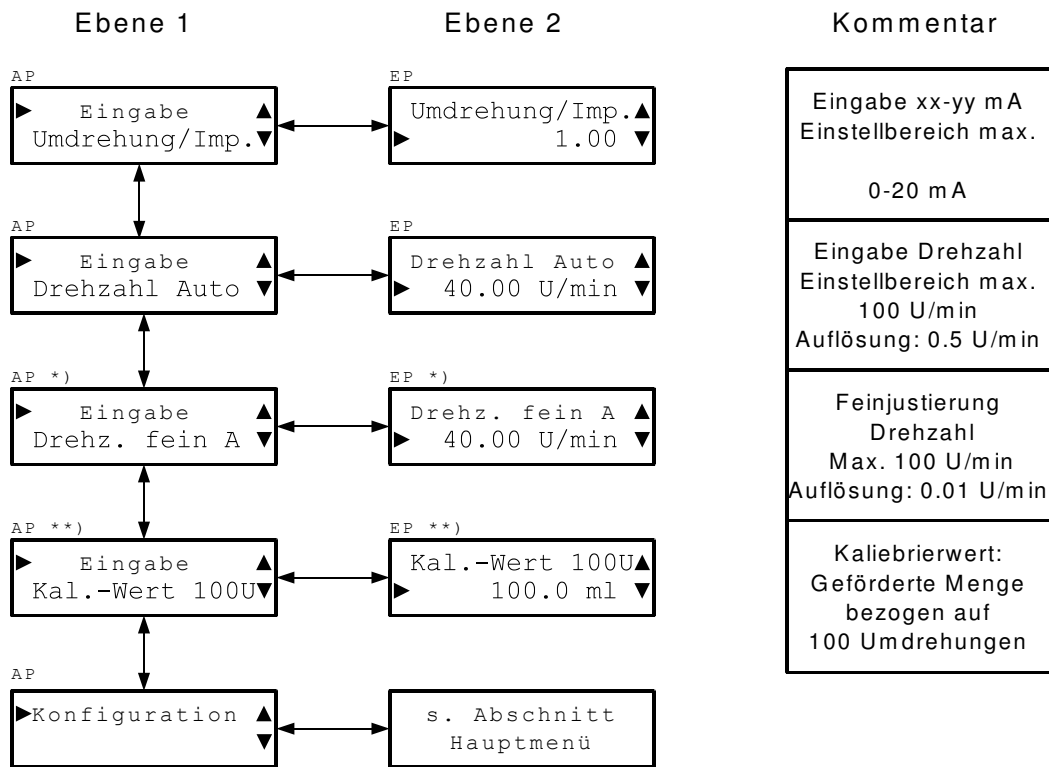 Ebene 1 Ebene 2 Kommentar
AP EP
► Eingabe ▲ Umdrehung/Imp.▲ Eingabe xx-yy mA
Umdrehung/Imp.▼ ► 1.00 ▼ Einstellbereich max.
0-20 mA
AP EP
► Eingabe ▲ Drehzahl Auto ▲ Eingabe Drehzahl
Drehzahl Auto ▼ ► 40.00 U/min ▼ Einstellbereich max.
100 U/min
Auflösung: 0.5 U/min
AP *) EP *)
► Eingabe ▲ Drehz. fein A ▲ Feinjustierung
Drehz. fein A ▼ ► 40.00 U/min ▼ Drehzahl
Max. 100 U/min
Auflösung: 0.01 U/min
AP **) EP **)
► Eingabe ▲ Kal.-Wert 100U▲ Kaliebrierwert:
Kal.-Wert 100U▼ ► 100.0 ml ▼ Geförderte Menge
bezogen auf
100 Umdrehungen
AP
►Konfiguration ▲ s. Abschnitt
▼ Hauptmenü